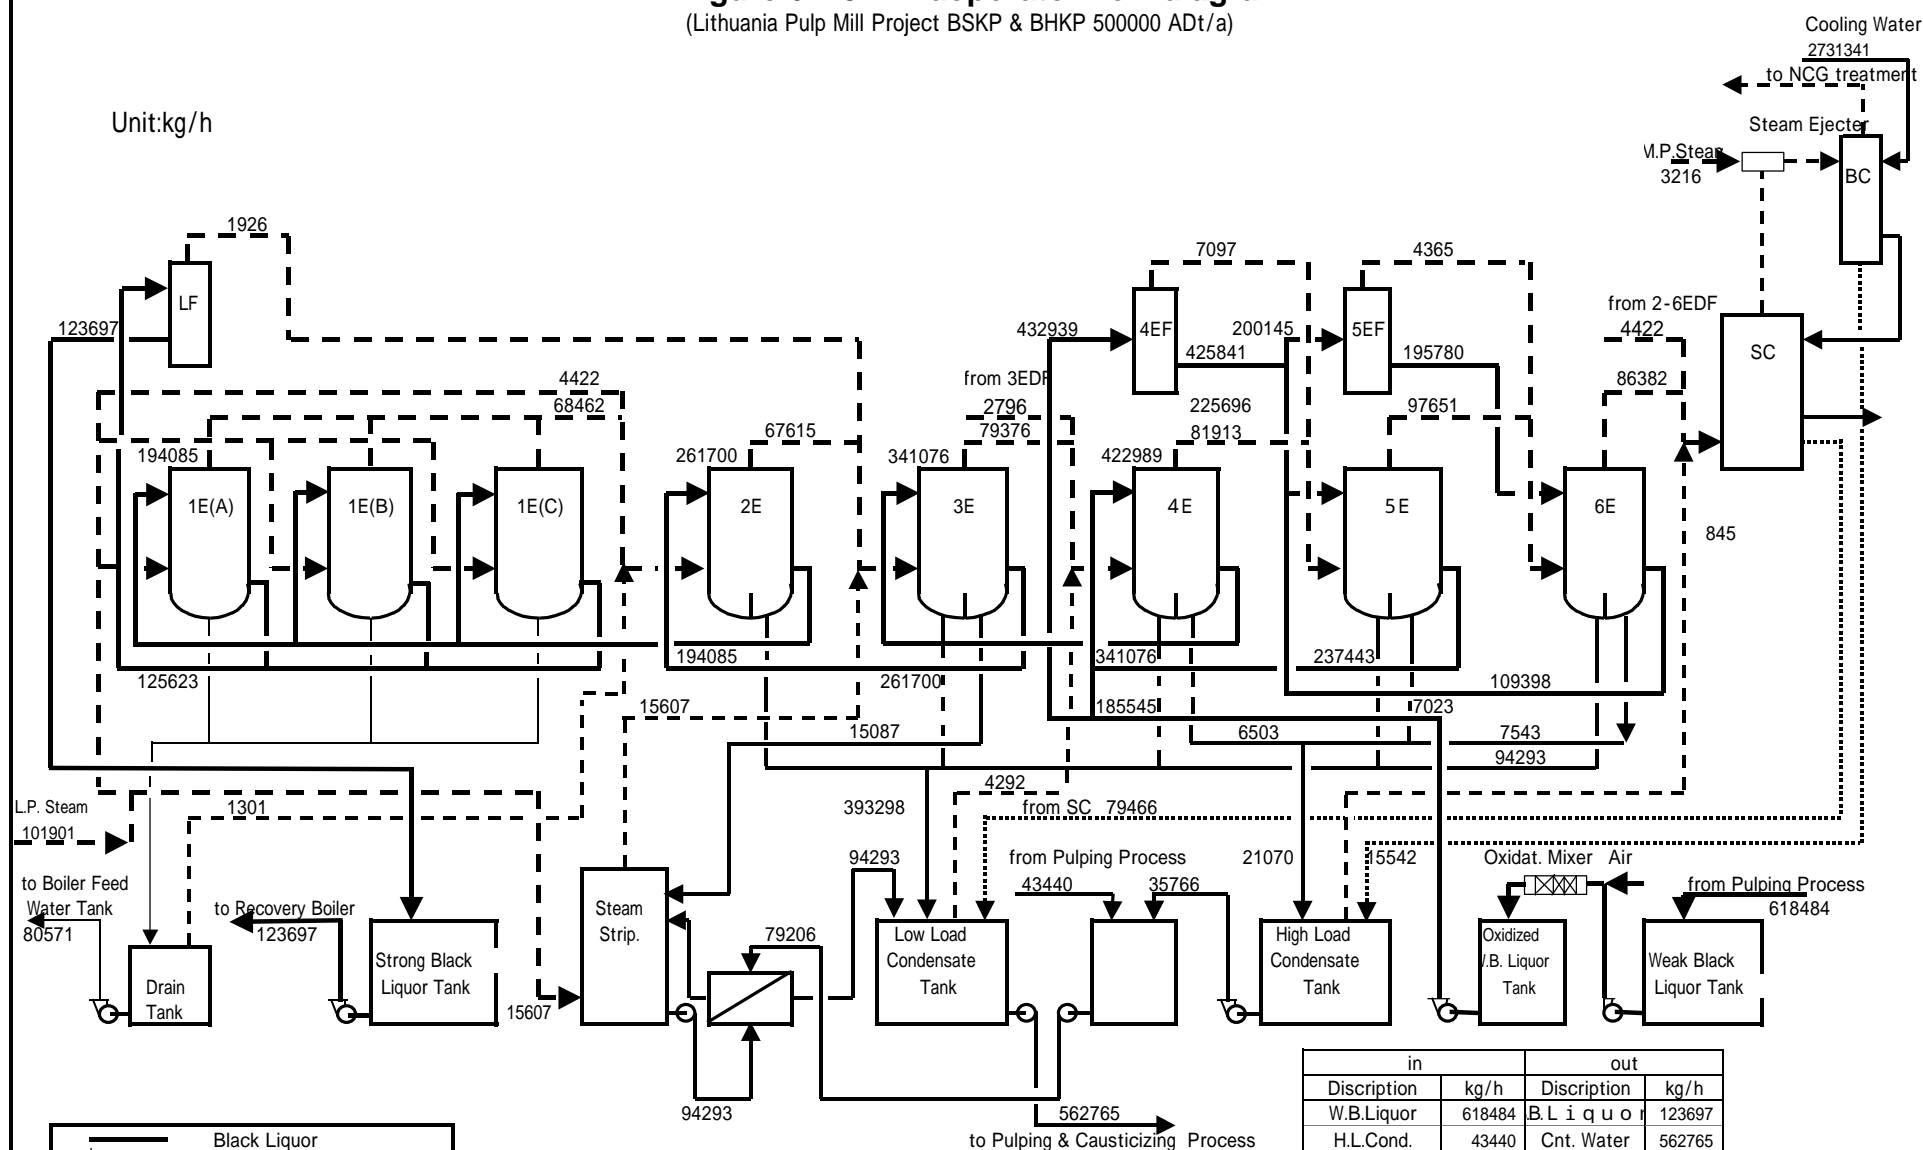 (Lithuania Pulp Mill Project BSKP & BHKP 500000 ADt/a)
Cooling Water
2731341
to NCG treatment
Unit:kg/h
Steam Ejecter
M.P.Steam
3216
BC
1926
7097
4365
LF
from 2-6EDF
123697
432939
4EF
200145
5EF
4422
SC
425841
195780
4422
from 3EDF
86382
68462
2796
225696
97651
67615
79376
81913
194085
261700
341076
422989
1E(A)
1E(B)
1E(C)
2E
3E
4E
5E
6E
845
194085
341076
237443
125623
261700
109398
15607
185545
7023
15087
6503
7543
94293
4292
L.P. Steam
1301
393298
from SC 79466
101901
94293
from Pulping Process
21070
15542
Oxidat. Mixer Air
to Boiler Feed
Water Tank
43440
35766
from Pulping Process
to Recovery Boiler
Steam
Strip.
618484
80571
123697
79206
Low Load
Condensate
Tank
High Load
Condensate
Tank
Oxidized
.B. Liquor
Tank
Strong Black
Liquor Tank
Weak Black
Liquor Tank
Drain
Tank
15607
94293
562765
to Pulping & Causticizing Process
in out
Discription kg/h Discription kg/h
W.B.Liquor 618484 B.Liquor 123697
H.L.Cond. 43440 Cnt. Water 562765
Black Liquor